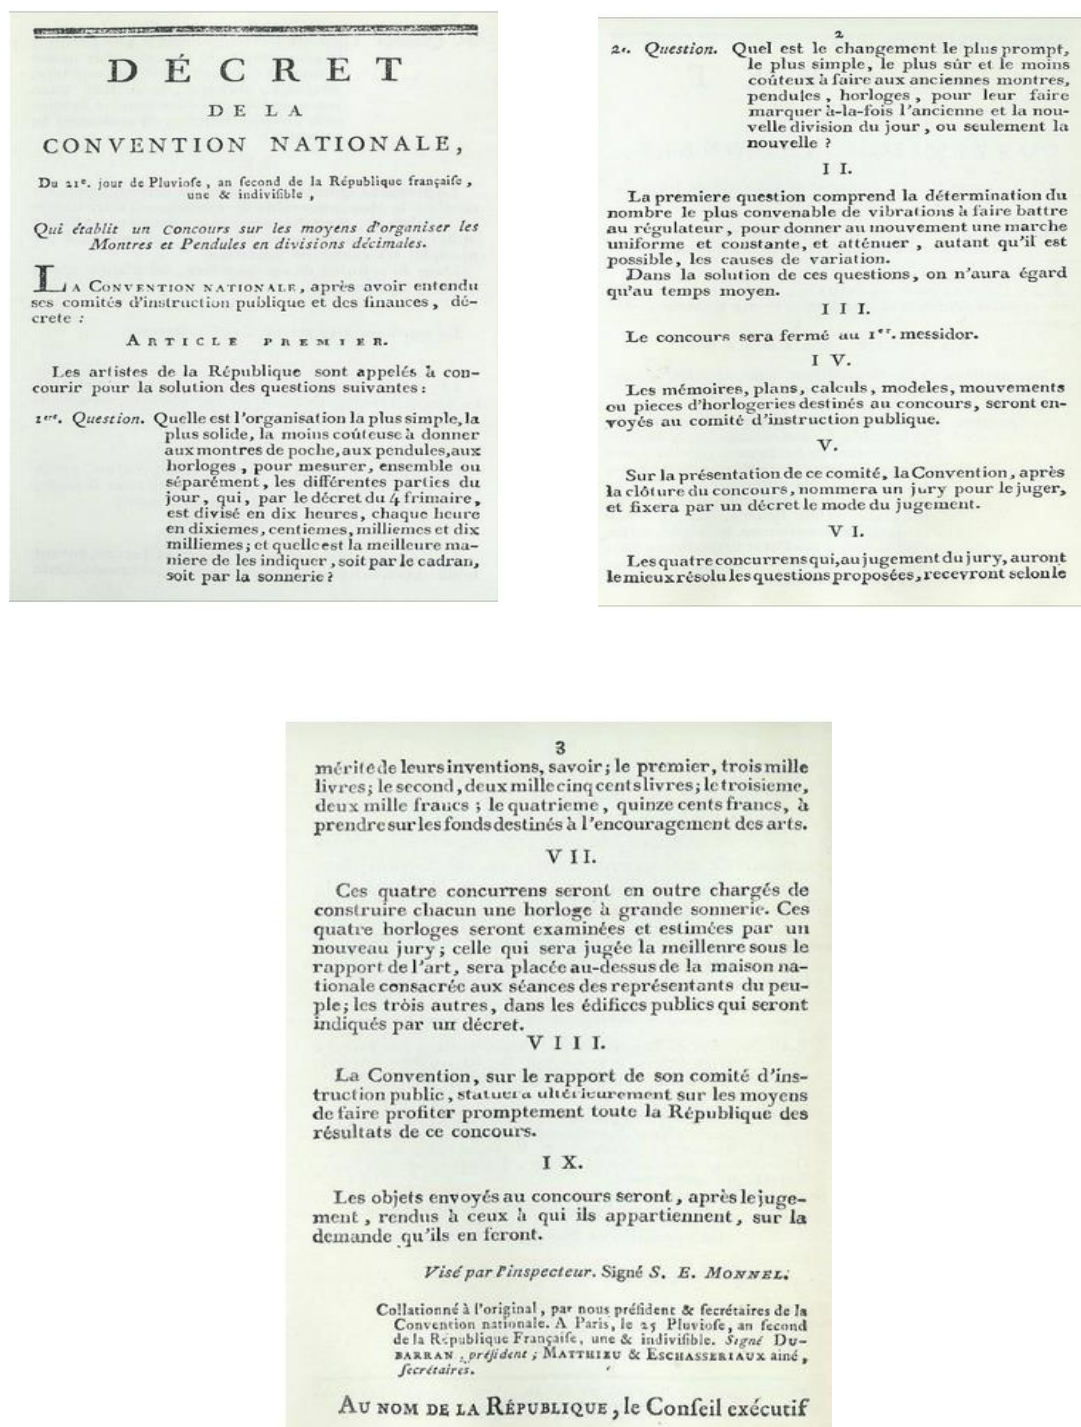 DÉCRET
DE LA
CONVENTION NATIONALE,
Du 21e. jour de Pluviose, an ſecond de la République françaiſe,
une & indiviſible,
Qui établit un Concours sur les moyens d'organiser les
Montres et Pendules en divisions décimales.
LA CONVENTION NATIONALE, après avoir entendu
ses comités d'instruction publique et des finances, dé-
crete :
ARTICLE PREMIER.
Les artistes de la République sont appelés à con-
courir pour la solution des questions suivantes :
1ere. Question. Quelle est l'organisation la plus simple, la
plus solide, la moins coûteuse à donner
aux montres de poche, aux pendules, aux
horloges, pour mesurer, ensemble ou
séparément, les différentes parties du
jour, qui, par le décret du 4 frimaire,
est divisé en dix heures, chaque heure
en dixiemes, centiemes, milliemes et dix
milliemes ; et quelle est la meilleure ma-
niere de les indiquer, soit par le cadran,
soit par la sonnerie ?
2
2e. Question. Quel est le changement le plus prompt,
le plus simple, le plus sûr et le moins
coûteux à faire aux anciennes montres,
pendules, horloges, pour leur faire
marquer à-la-fois l'ancienne et la nou-
velle division du jour, ou seulement la
nouvelle ?
II.
La premiere question comprend la détermination du
nombre le plus convenable de vibrations à faire battre
au régulateur, pour donner au mouvement une marche
uniforme et constante, et atténuer, autant qu'il est
possible, les causes de variation.
Dans la solution de ces questions, on n'aura égard
qu'au temps moyen.
III.
Le concours sera fermé au 1er. messidor.
IV.
Les mémoires, plans, calculs, modeles, mouvements
ou pieces d'horlogeries destinés au concours, seront en-
voyés au comité d'instruction publique.
V.
Sur la présentation de ce comité, la Convention, après
la clôture du concours, nommera un jury pour le juger,
et fixera par un décret le mode du jugement.
VI.
Les quatre concurrens qui, au jugement du jury, auront
le mieux résolu les questions proposées, recevront selon le
3
mérite de leurs inventions, savoir ; le premier, trois mille
livres ; le second, deux mille cinq cents livres ; le troisieme,
deux mille francs ; le quatrieme, quinze cents francs, à
prendre sur les fonds destinés à l'encouragement des arts.
VII.
Ces quatre concurrens seront en outre chargés de
construire chacun une horloge à grande sonnerie. Ces
quatre horloges seront examinées et estimées par un
nouveau jury ; celle qui sera jugée la meillenre sous le
rapport de l'art, sera placée au-dessus de la maison na-
tionale consacrée aux séances des représentants du peu-
ple ; les trois autres, dans les édifices publics qui seront
indiqués par un décret.
VIII.
La Convention, sur le rapport de son comité d'ins-
truction public, statuera ultérieurement sur les moyens
de faire profiter promptement toute la République des
résultats de ce concours.
IX.
Les objets envoyés au concours seront, après le juge-
ment, rendus à ceux à qui ils appartiennent, sur la
demande qu'ils en feront.
Visé par l'inspecteur. Signé S. E. MONNEL.
Collationné à l'original, par nous préſident & ſecrétaires de la
Convention nationale. A Paris, le 25 Pluvioſe, an ſecond
de la République Françaiſe, une & indiviſible. Signé DU-
BARRAN, préſident ; MATTHIEU & ESCHASSERIAUX ainé,
ſecrétaires.
AU NOM DE LA RÉPUBLIQUE, le Conſeil exécutif